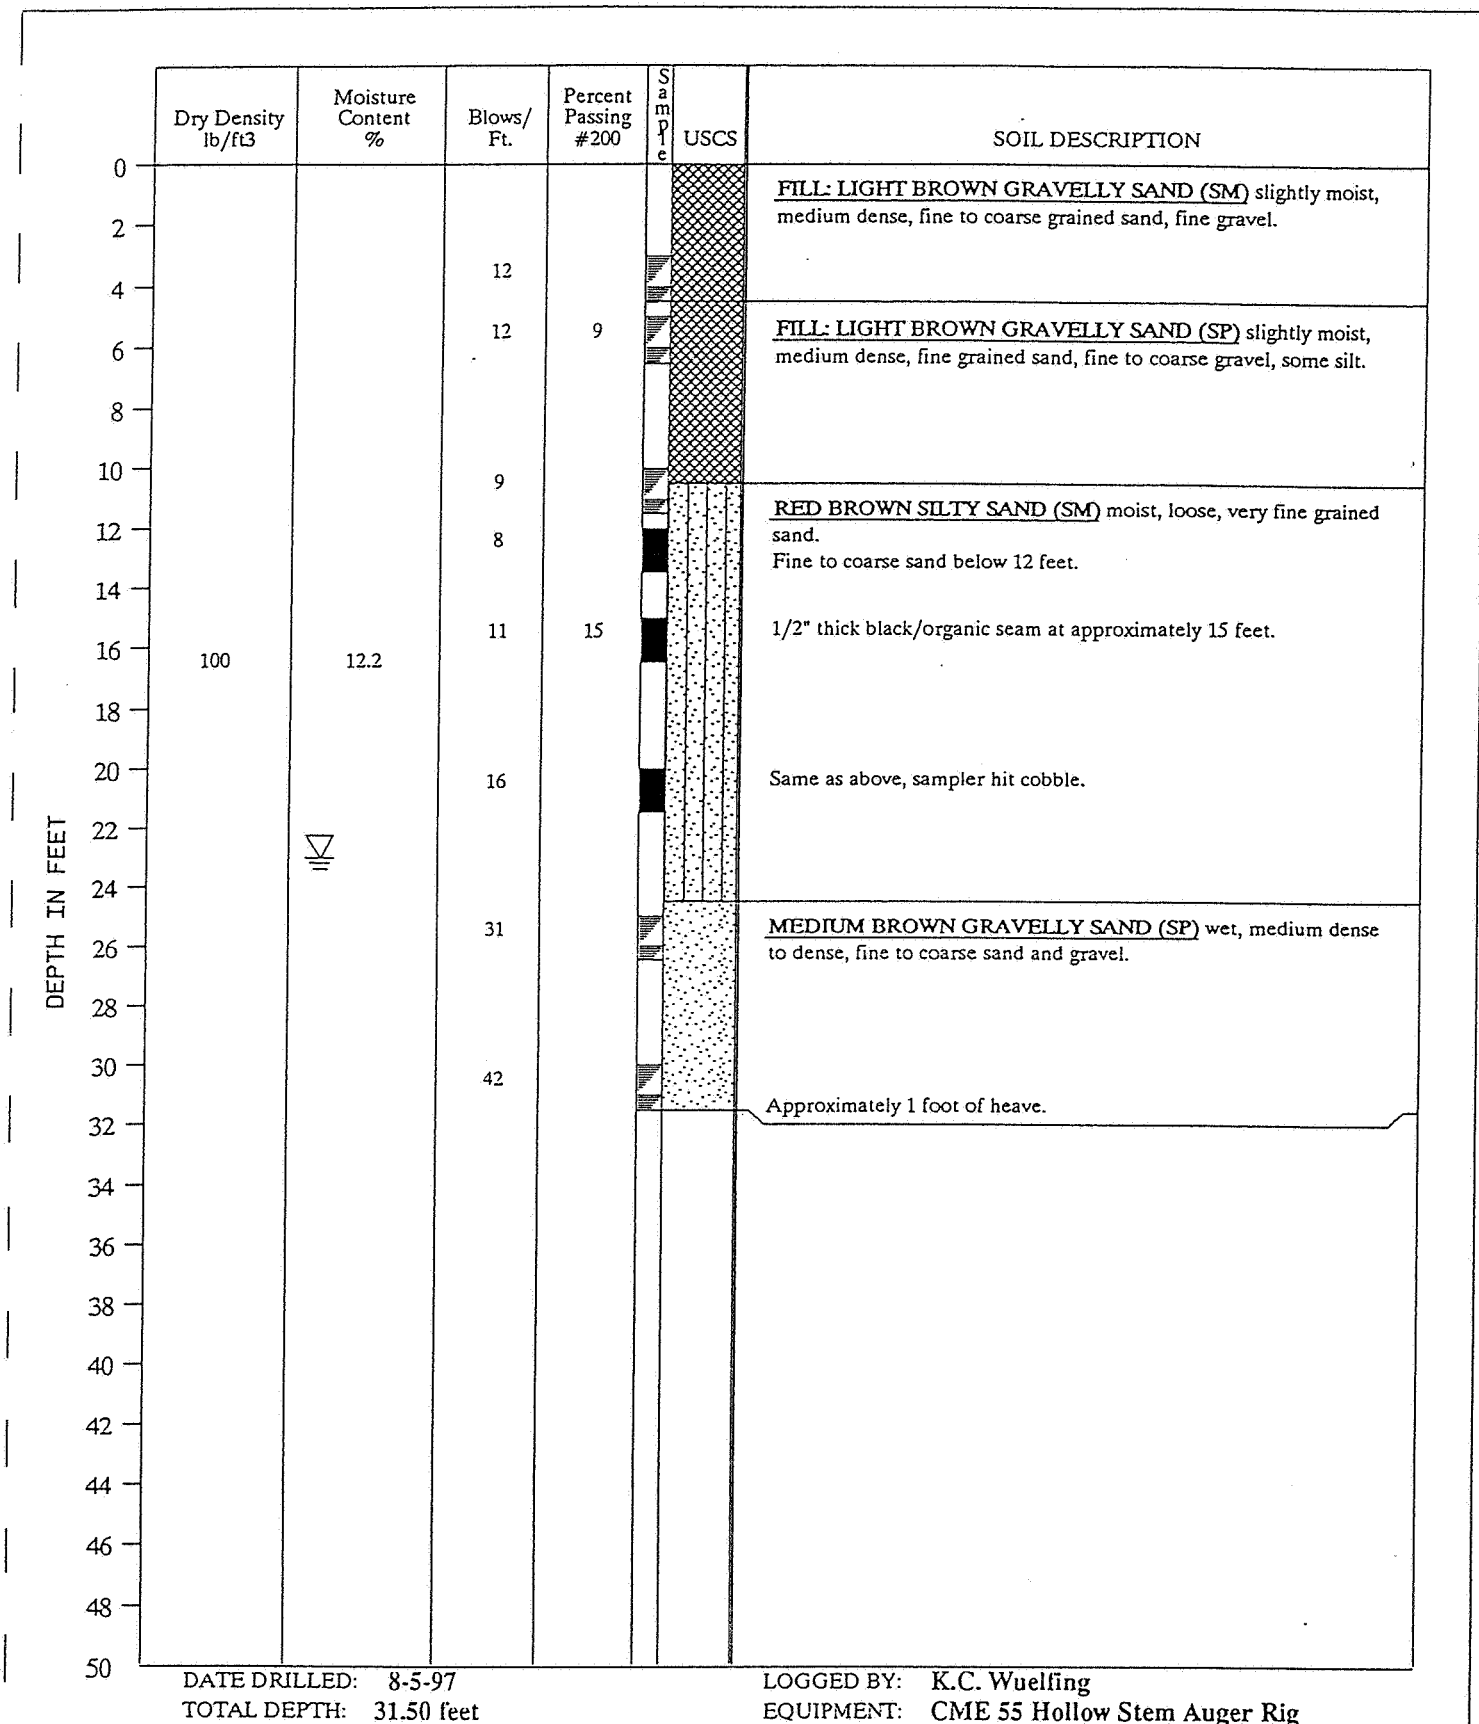 Dry Density
lb/ft3
Moisture
Content
%
Blows/
Ft.
Percent
Passing
#200
Sample
USCS
SOIL DESCRIPTION
DEPTH IN FEET
0
FILL: LIGHT BROWN GRAVELLY SAND (SM) slightly moist,
medium dense, fine to coarse grained sand, fine gravel.
2
12
4
12 9 FILL: LIGHT BROWN GRAVELLY SAND (SP) slightly moist,
6 medium dense, fine grained sand, fine to coarse gravel, some silt.
8
10
9
RED BROWN SILTY SAND (SM) moist, loose, very fine grained
12 sand.
8
Fine to coarse sand below 12 feet.
14
11 15 1/2" thick black/organic seam at approximately 15 feet.
16
100 12.2
18
20
16 Same as above, sampler hit cobble.
22
24
31 MEDIUM BROWN GRAVELLY SAND (SP) wet, medium dense
26 to dense, fine to coarse sand and gravel.
28
30
42
Approximately 1 foot of heave.
32
34
36
38
40
42
44
46
48
50
DATE DRILLED: 8-5-97 LOGGED BY: K.C. Wuelfing
TOTAL DEPTH: 31.50 feet EQUIPMENT: CME 55 Hollow Stem Auger Rig